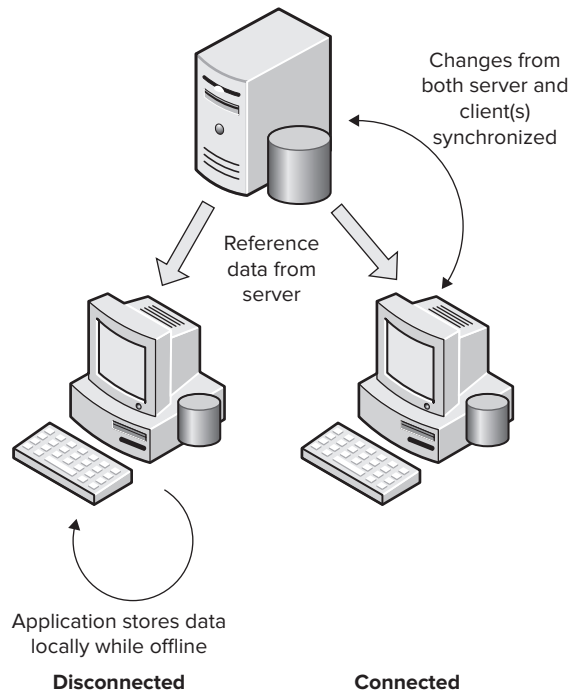 Changes from
both server and
client(s)
synchronized
Reference
data from
server
Application stores data
locally while offline
Disconnected
Connected